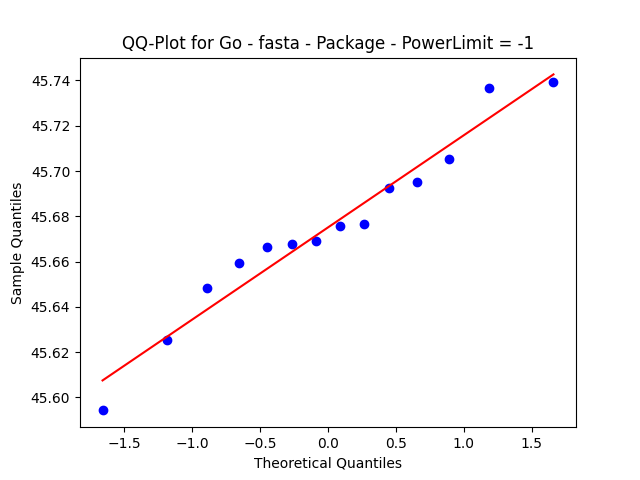 QQ-Plot for Go - fasta - Package - PowerLimit = -1
45.74
45.72
45.70
45.68
45.66
45.64
45.62
45.60
Sample Quantiles
−1.5 −1.0 −0.5 0.0 0.5 1.0 1.5
Theoretical Quantiles